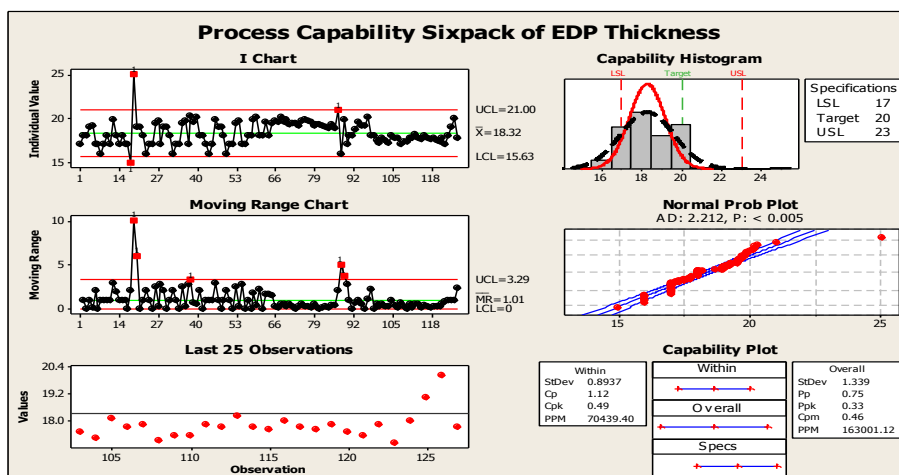 Process Capability Sixpack of EDP Thickness
I Chart
Individual Value
25
20
15
1 14 27 40 53 66 79 92 105 118
1
1
1
UCL=21.00
X=18.32
LCL=15.63
Moving Range Chart
Moving Range
10
5
0
1 14 27 40 53 66 79 92 105 118
1
1
1
1
UCL=3.29
MR=1.01
LCL=0
Last 25 Observations
Values
20.4
19.2
18.0
105 110 115 120 125
Observation
Capability Histogram
LSL Target USL
16 18 20 22 24
Specifications
LSL 17
Target 20
USL 23
Normal Prob Plot
AD: 2.212, P: < 0.005
15 20 25
Capability Plot
Within
StDev 0.8937
Cp 1.12
Cpk 0.49
PPM 70439.40
Within
Overall
Specs
Overall
StDev 1.339
Pp 0.75
Ppk 0.33
Cpm 0.46
PPM 163001.12